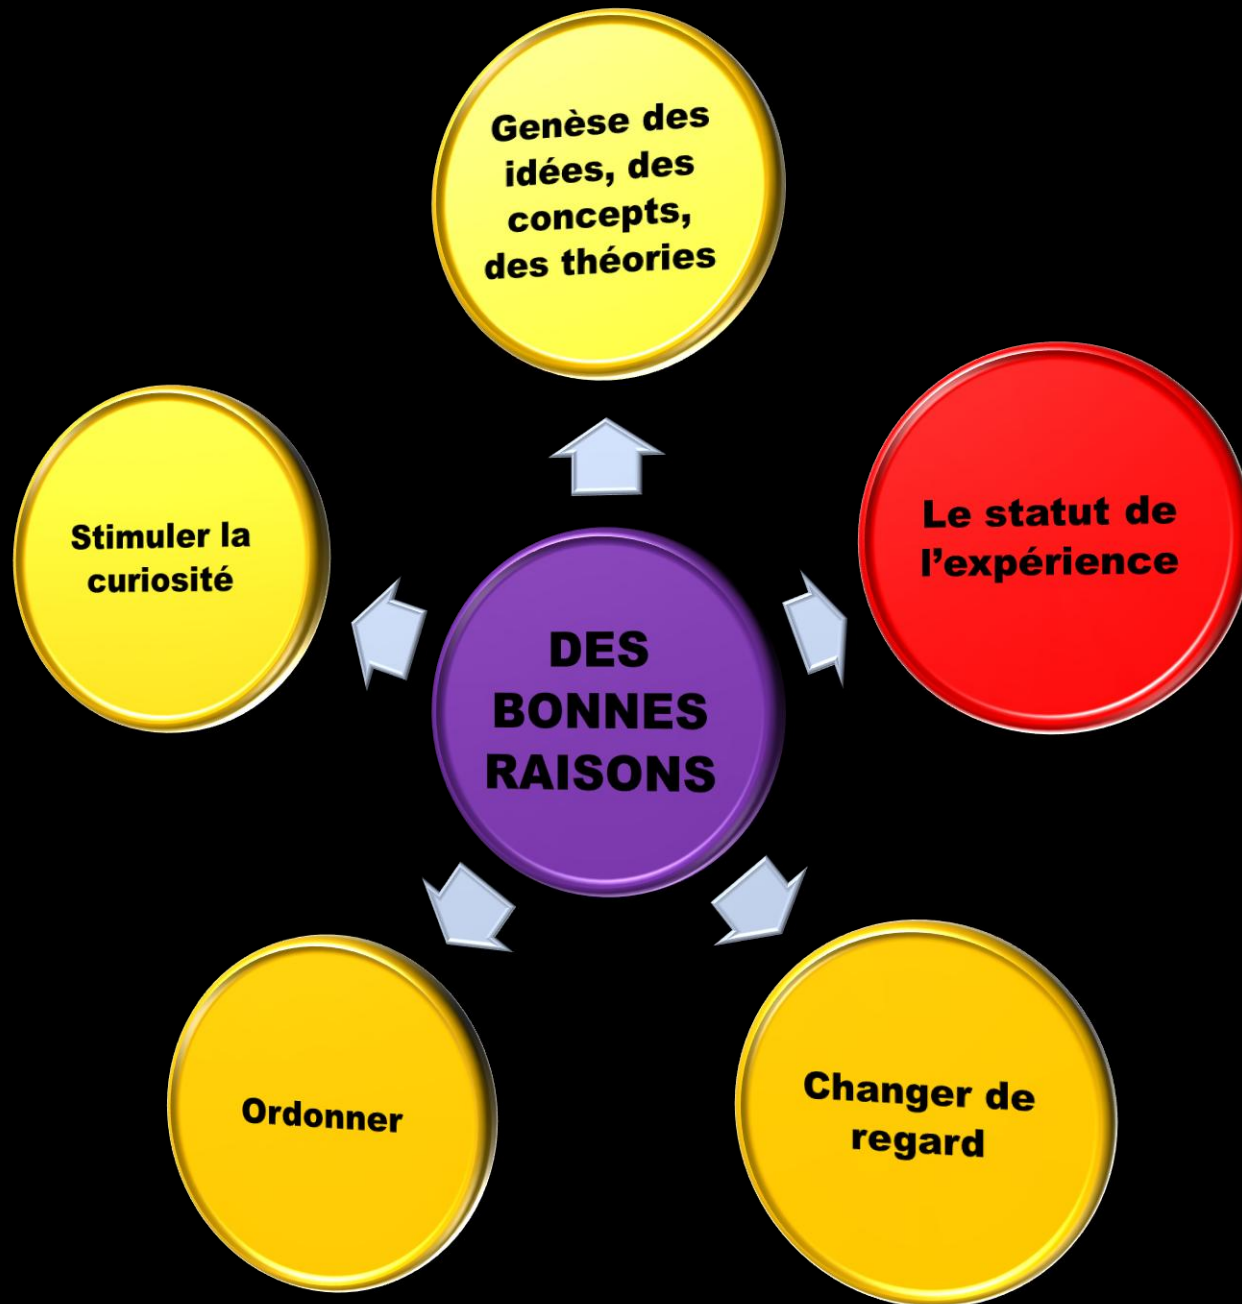 Genèse des
idées, des
concepts,
des théories
Le statut de
l’expérience
Stimuler la
curiosité
DES
BONNES
RAISONS
Changer de
regard
Ordonner